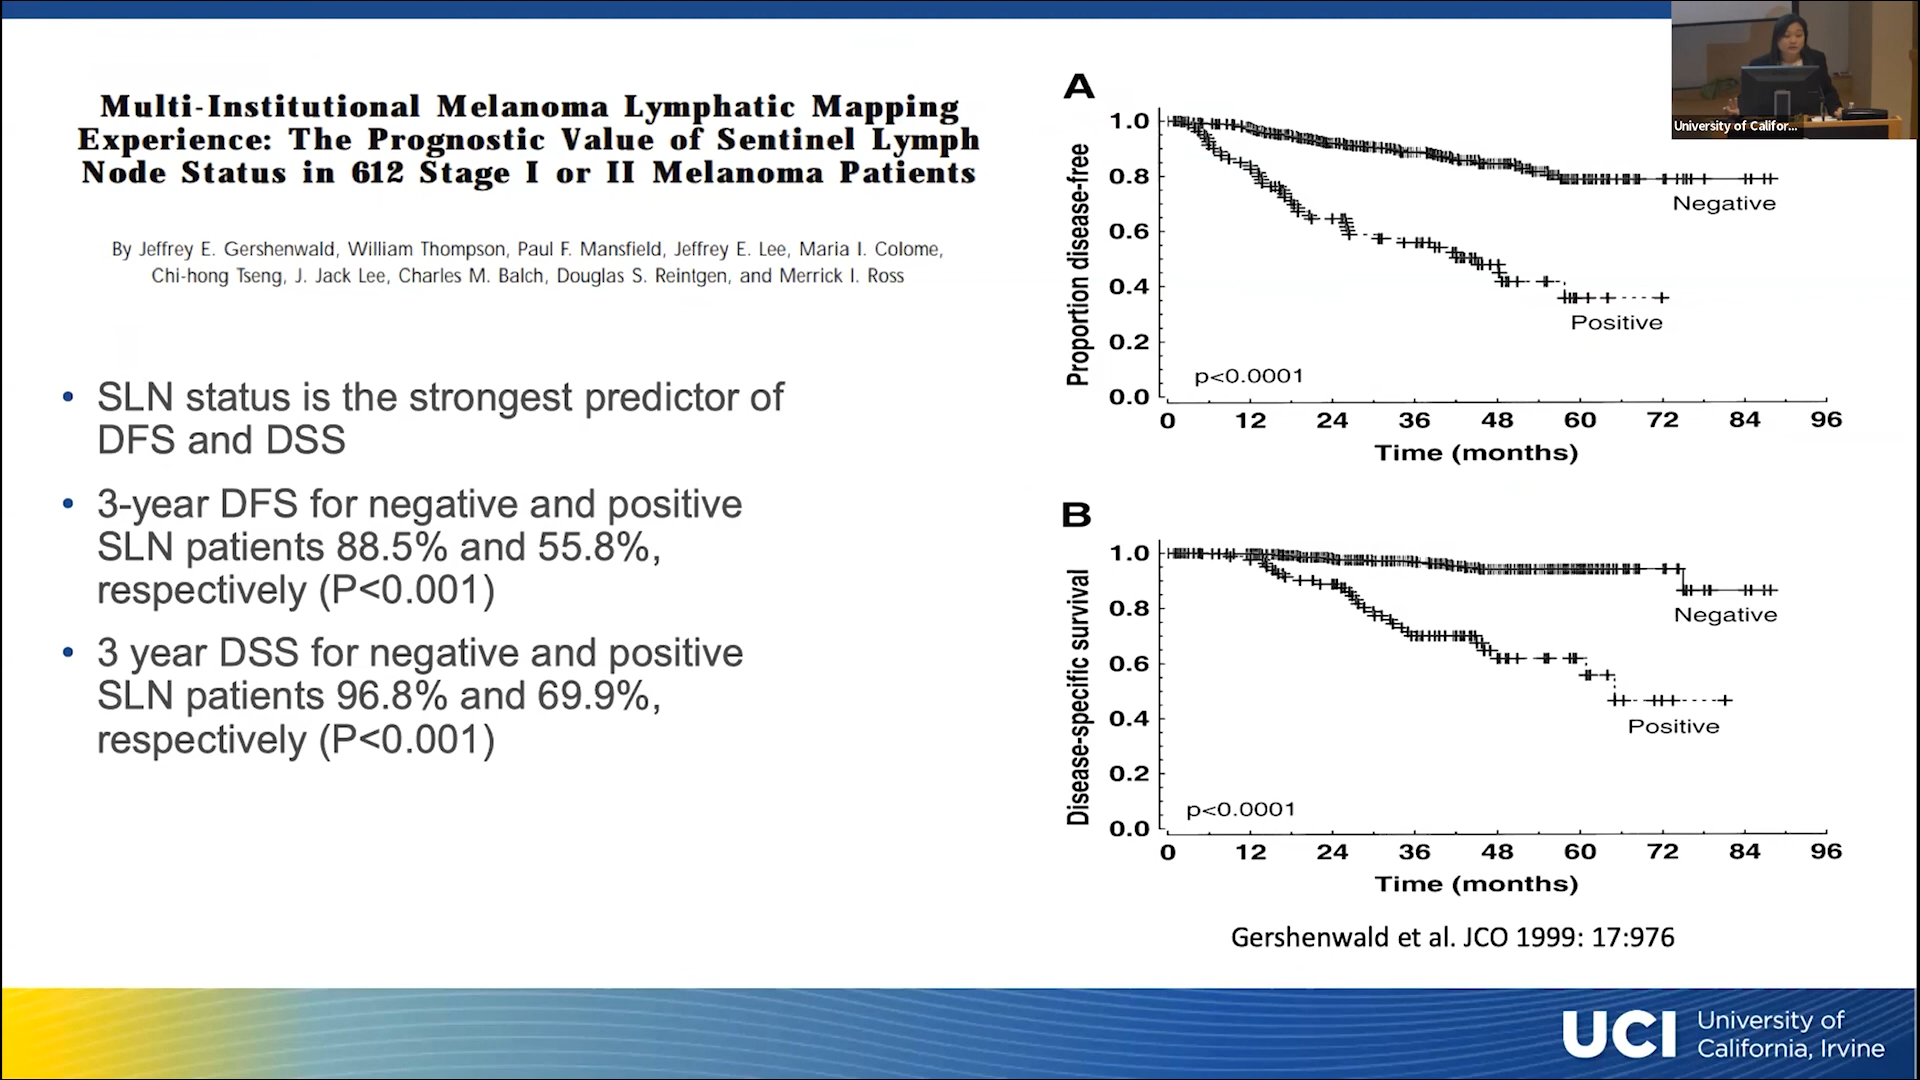 Multi-Institutional Melanoma Lymphatic Mapping
Experience: The Prognostic Value of Sentinel Lymph
Node Status in 612 Stage I or II Melanoma Patients
By Jeffrey E. Gershenwald, William Thompson, Paul F. Mansfield, Jeffrey E. Lee, Maria I. Colome,
Chi-hong Tseng, J. Jack Lee, Charles M. Balch, Douglas S. Reintgen, and Merrick I. Ross
• SLN status is the strongest predictor of
DFS and DSS
• 3-year DFS for negative and positive
SLN patients 88.5% and 55.8%,
respectively (P<0.001)
• 3 year DSS for negative and positive
SLN patients 96.8% and 69.9%,
respectively (P<0.001)
A
Proportion disease-free
1.0
0.8
0.6
0.4
0.2
0.0
Negative
Positive
p<0.0001
0 12 24 36 48 60 72 84 96
Time (months)
B
Disease-specific survival
1.0
0.8
0.6
0.4
0.2
0.0
Negative
Positive
p<0.0001
0 12 24 36 48 60 72 84 96
Time (months)
Gershenwald et al. JCO 1999: 17:976
University of Califor...
UCI
University of
California, Irvine